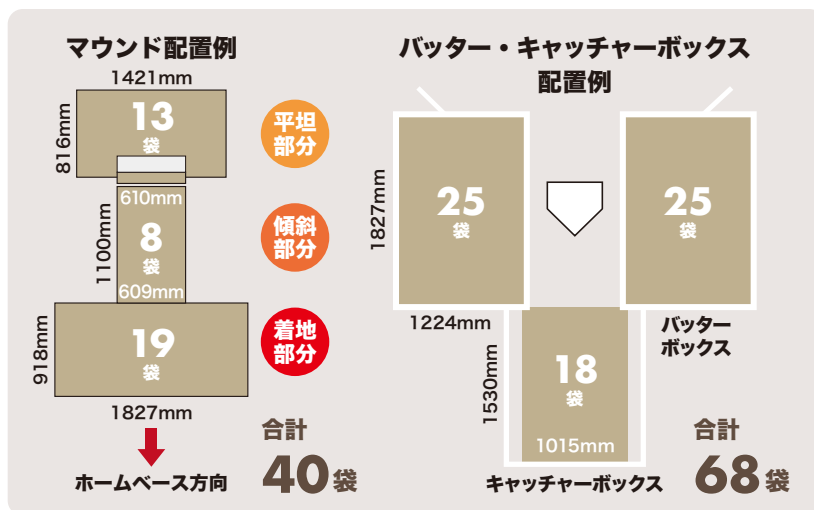 マウンド配置例
1421mm
816mm
13
袋
平坦
部分
610mm
1100mm
8
袋
609mm
傾斜
部分
918mm
19
袋
着地
部分
1827mm
ホームベース方向
合計
40袋
バッター・キャッチャーボックス
配置例
1827mm
25
袋
25
袋
1224mm
バッター
ボックス
1530mm
18
袋
1015mm
キャッチャーボックス
合計
68袋